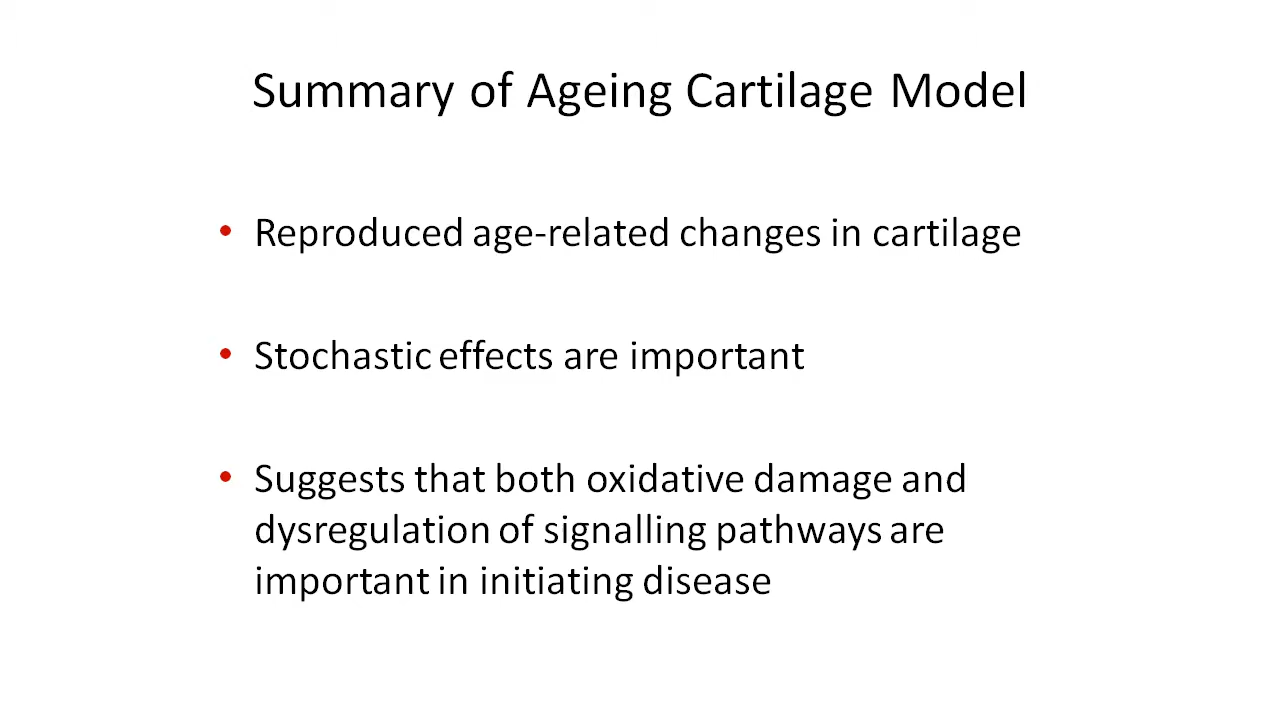 Summary of Ageing Cartilage Model
• Reproduced age-related changes in cartilage
• Stochastic effects are important
• Suggests that both oxidative damage and
dysregulation of signalling pathways are
important in initiating disease